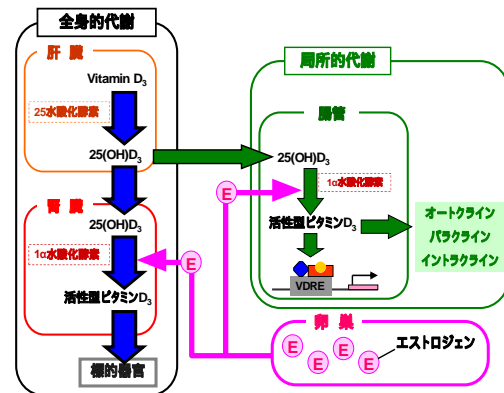 全身的代謝
肝 臓
Vitamin D3
25水酸化酵素
25(OH)D3
腎 臓
25(OH)D3
1α水酸化酵素
活性型ビタミンD3
標的器官
局所的代謝
腸管
25(OH)D3
E
1α水酸化酵素
活性型ビタミンD3
VDRE
オートクライン
パラクライン
イントラクライン
E
卵 巣
E
E
E
E
エストロジェン